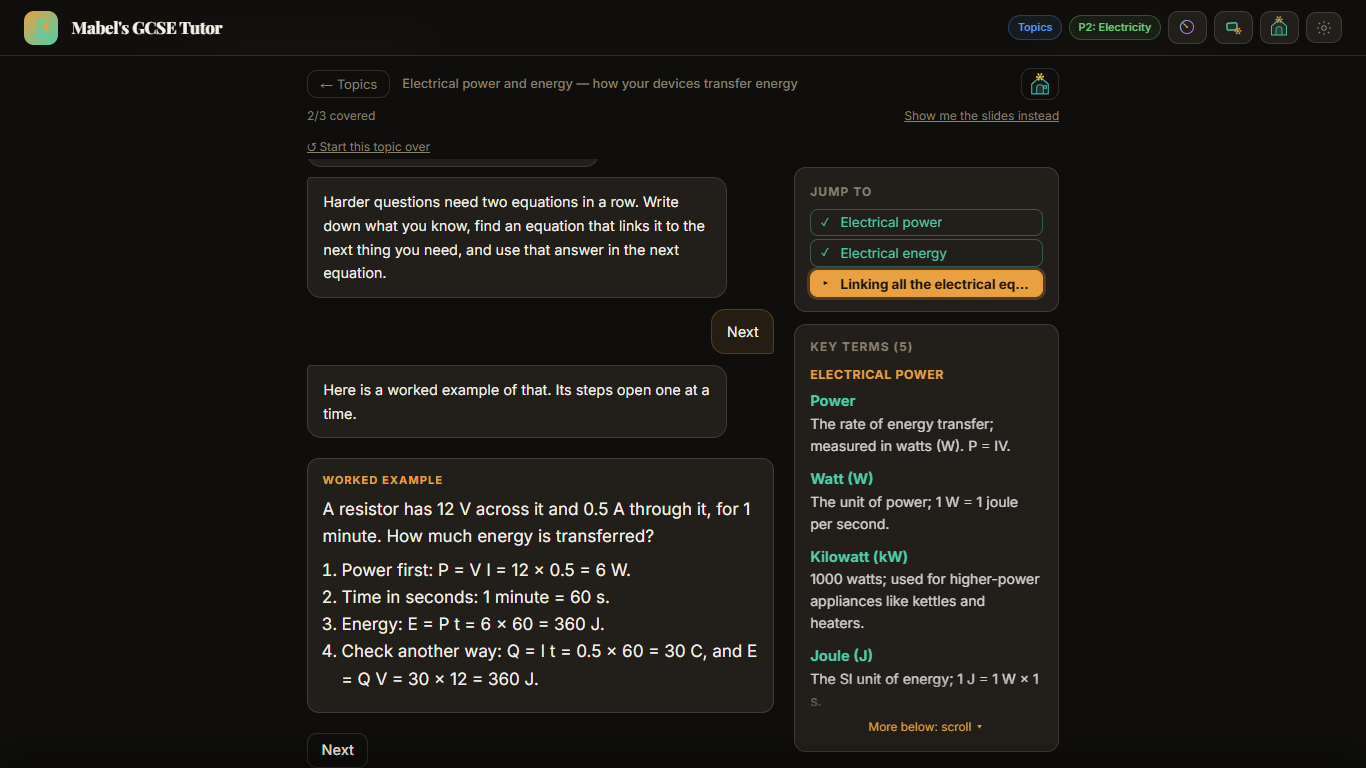 Mabel's GCSE Tutor
Topics
P2: Electricity
← Topics
Electrical power and energy — how your devices transfer energy
2/3 covered
Show me the slides instead
↺ Start this topic over
Harder questions need two equations in a row. Write
down what you know, find an equation that links it to the
next thing you need, and use that answer in the next
equation.
Next
Here is a worked example of that. Its steps open one at a
time.
WORKED EXAMPLE
A resistor has 12 V across it and 0.5 A through it, for 1
minute. How much energy is transferred?
1. Power first: P = V I = 12 × 0.5 = 6 W.
2. Time in seconds: 1 minute = 60 s.
3. Energy: E = P t = 6 × 60 = 360 J.
4. Check another way: Q = I t = 0.5 × 60 = 30 C, and E
= Q V = 30 × 12 = 360 J.
Next
JUMP TO
✓ Electrical power
✓ Electrical energy
‣ Linking all the electrical eq...
KEY TERMS (5)
ELECTRICAL POWER
Power
The rate of energy transfer;
measured in watts (W). P = IV.
Watt (W)
The unit of power; 1 W = 1 joule
per second.
Kilowatt (kW)
1000 watts; used for higher-power
appliances like kettles and
heaters.
Joule (J)
The SI unit of energy; 1 J = 1 W × 1
s.
More below: scroll ▾